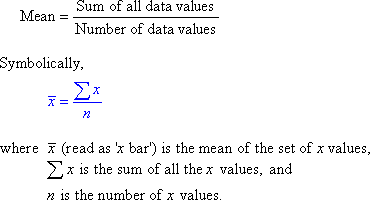 Mean = Sum of all data values / Number of data values
Symbolically,
x̅ = ∑ x / n
where x̅ (read as 'x bar') is the mean of the set of x values,
∑ x is the sum of all the x values, and
n is the number of x values.